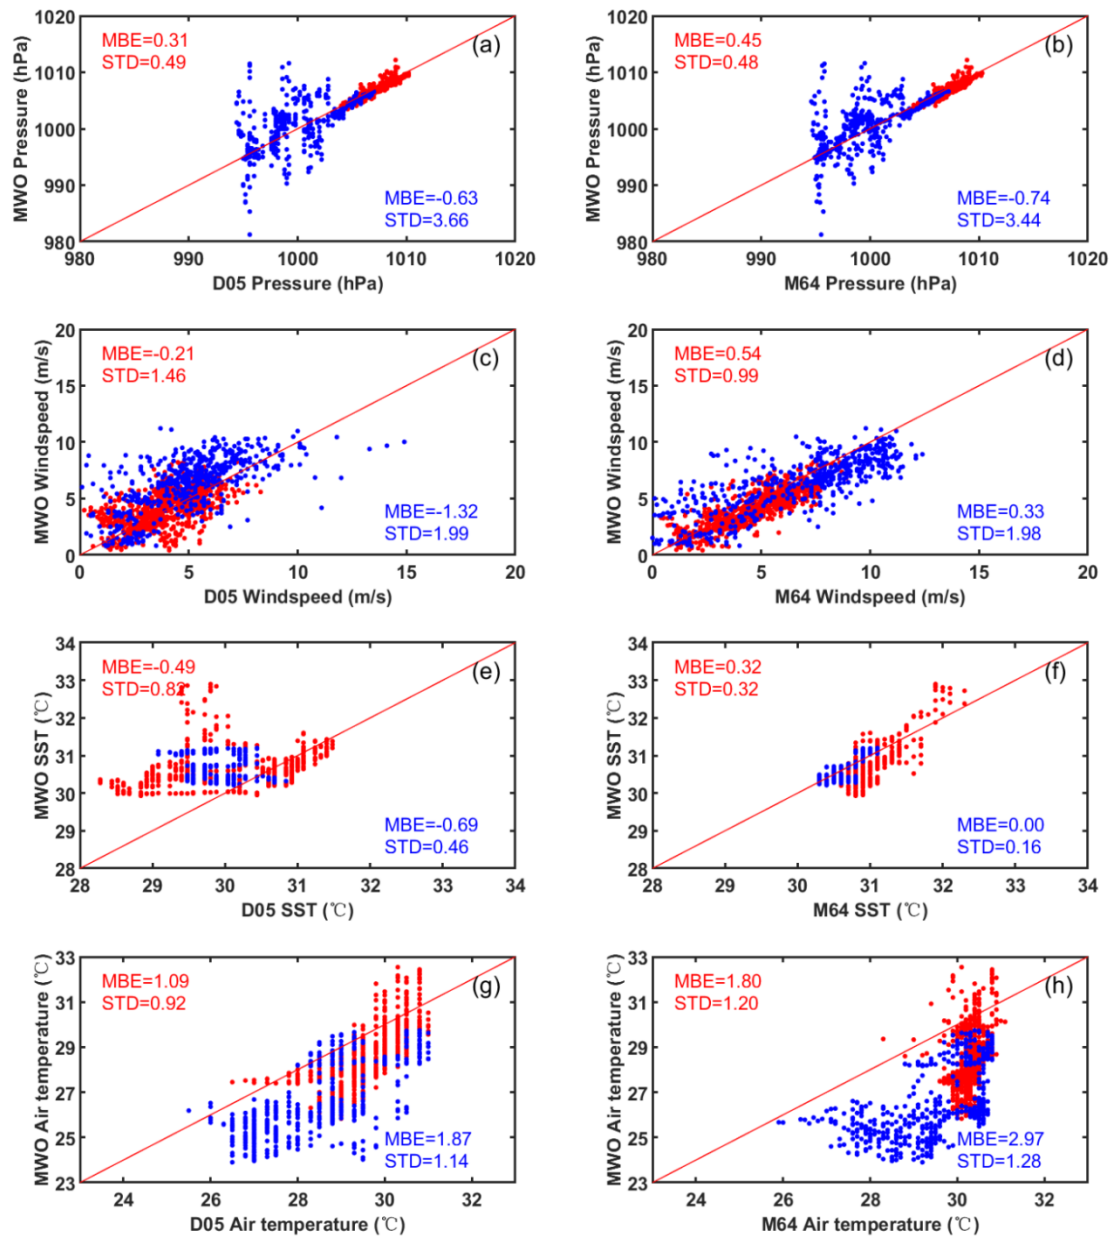 MBE=0.31
STD=0.49
(a)
MBE=-0.63
STD=3.66
1020
1010
1000
990
980
MWO Pressure (hPa)
980 990 1000 1010 1020
D05 Pressure (hPa)
MBE=0.45
STD=0.48
(b)
MBE=-0.74
STD=3.44
1020
1010
1000
990
980
MWO Pressure (hPa)
980 990 1000 1010 1020
M64 Pressure (hPa)
MBE=-0.21
STD=1.46
(c)
MBE=-1.32
STD=1.99
20
15
10
5
0
MWO Windspeed (m/s)
0 5 10 15 20
D05 Windspeed (m/s)
MBE=0.54
STD=0.99
(d)
MBE=0.33
STD=1.98
20
15
10
5
0
MWO Windspeed (m/s)
0 5 10 15 20
M64 Windspeed (m/s)
MBE=-0.49
STD=0.82
(e)
MBE=-0.69
STD=0.46
34
33
32
31
30
29
28
MWO SST (℃)
28 29 30 31 32 33 34
D05 SST (℃)
MBE=0.32
STD=0.32
(f)
MBE=0.00
STD=0.16
34
33
32
31
30
29
28
MWO SST (℃)
28 29 30 31 32 33 34
M64 SST (℃)
MBE=1.09
STD=0.92
(g)
MBE=1.87
STD=1.14
33
31
29
27
25
23
MWO Air temperature (℃)
24 26 28 30 32
D05 Air temperature (℃)
MBE=1.80
STD=1.20
(h)
MBE=2.97
STD=1.28
33
31
29
27
25
23
MWO Air temperature (℃)
24 26 28 30 32
M64 Air temperature (℃)